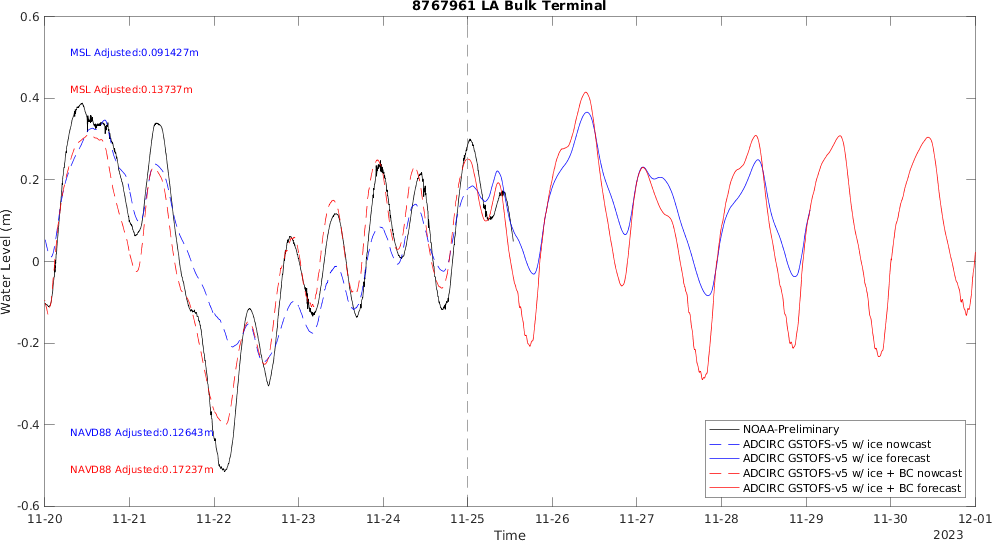 8767961 LA Bulk Terminal
0.6
0.4
0.2
0
-0.2
-0.4
-0.6
Water Level (m)
MSL Adjusted:0.091427m
MSL Adjusted:0.13737m
NAVD88 Adjusted:0.12643m
NAVD88 Adjusted:0.17237m
NOAA-Preliminary
ADCIRC GSTOFS-v5 w/ ice nowcast
ADCIRC GSTOFS-v5 w/ ice forecast
ADCIRC GSTOFS-v5 w/ ice + BC nowcast
ADCIRC GSTOFS-v5 w/ ice + BC forecast
11-20 11-21 11-22 11-23 11-24 11-25 11-26 11-27 11-28 11-29 11-30 12-01
Time
2023